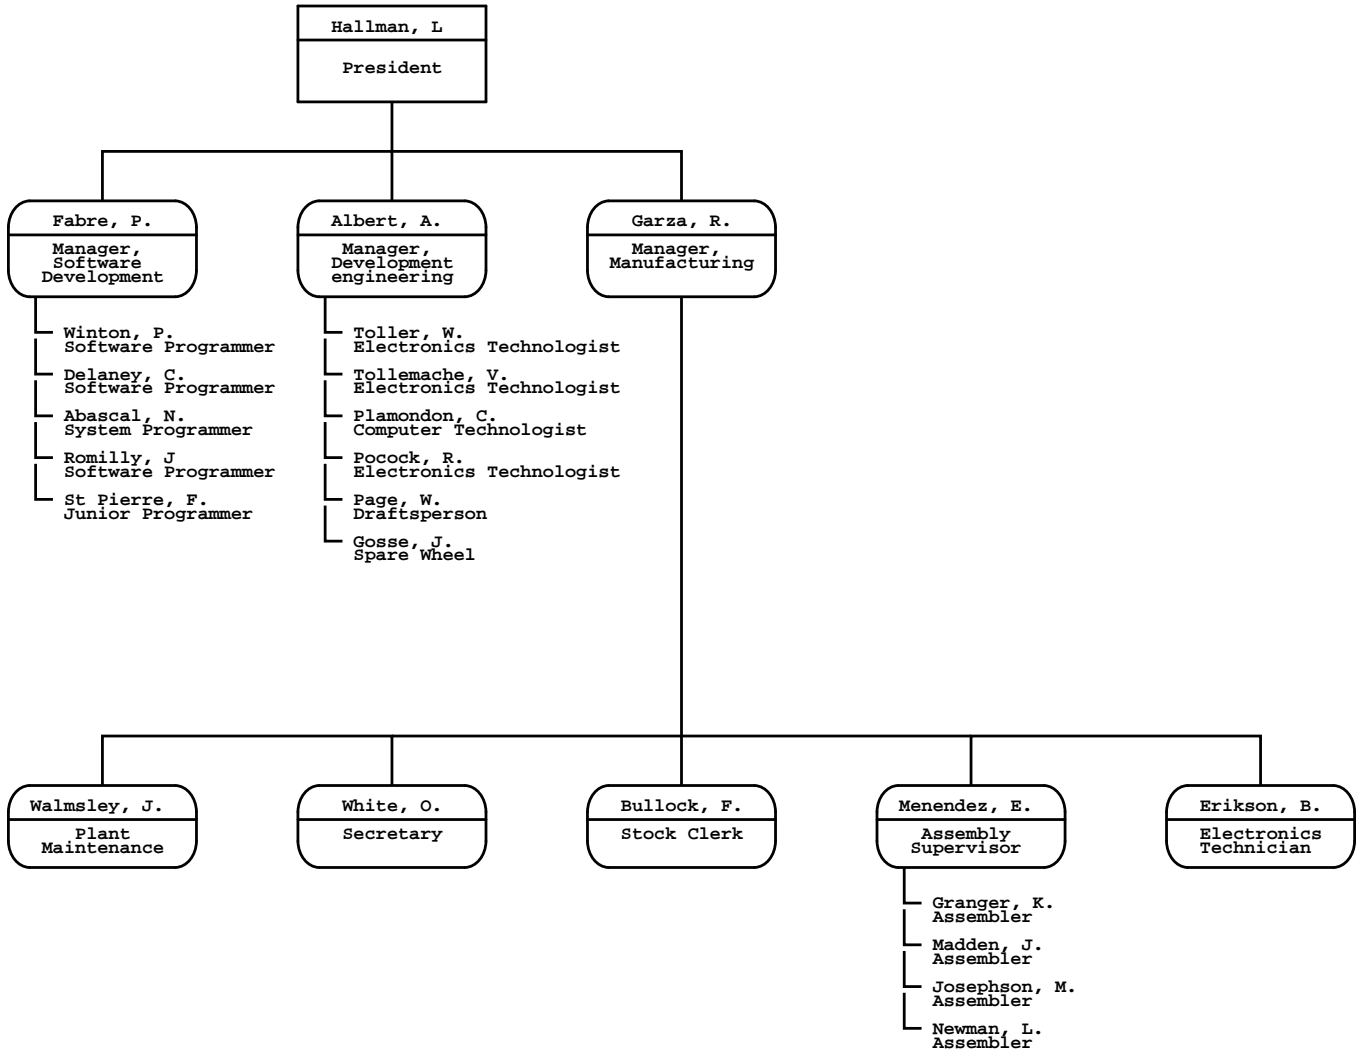 Hallman, L
President
Fabre, P.
Manager,
Software
Development
Albert, A.
Manager,
Development
engineering
Garza, R.
Manager,
Manufacturing
Winton, P.
Software Programmer
Delaney, C.
Software Programmer
Abascal, N.
System Programmer
Romilly, J
Software Programmer
St Pierre, F.
Junior Programmer
Toller, W.
Electronics Technologist
Tollemache, V.
Electronics Technologist
Plamondon, C.
Computer Technologist
Pocock, R.
Electronics Technologist
Page, W.
Draftsperson
Gosse, J.
Spare Wheel
Walmsley, J.
Plant
Maintenance
White, O.
Secretary
Bullock, F.
Stock Clerk
Menendez, E.
Assembly
Supervisor
Erikson, B.
Electronics
Technician
Granger, K.
Assembler
Madden, J.
Assembler
Josephson, M.
Assembler
Newman, L.
Assembler